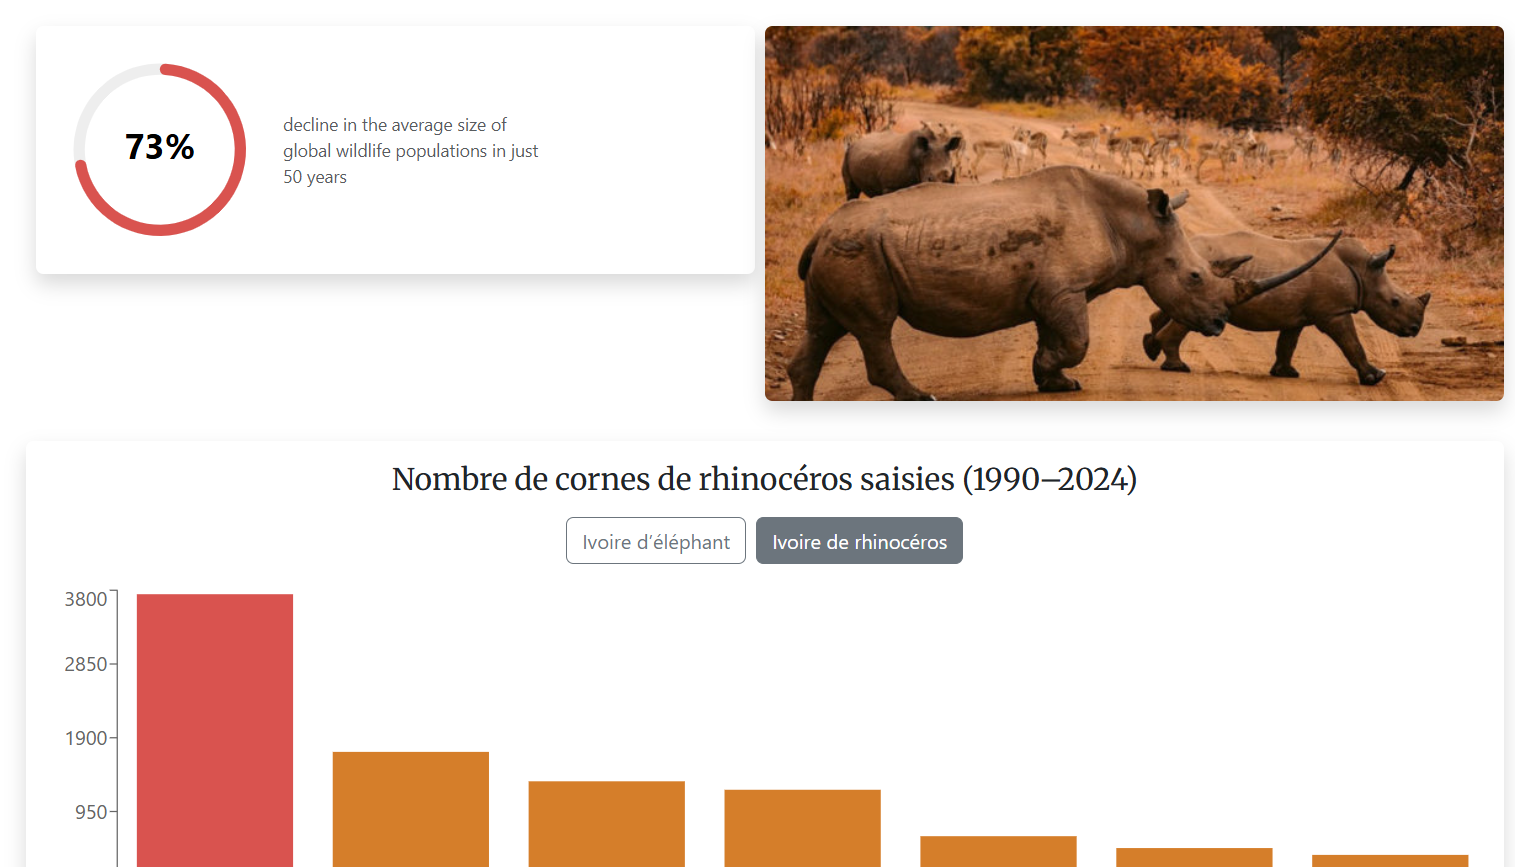 73%
decline in the average size of
global wildlife populations in just
50 years
Nombre de cornes de rhinocéros saisies (1990–2024)
Ivoire d’éléphant
Ivoire de rhinocéros
3800
2850
1900
950